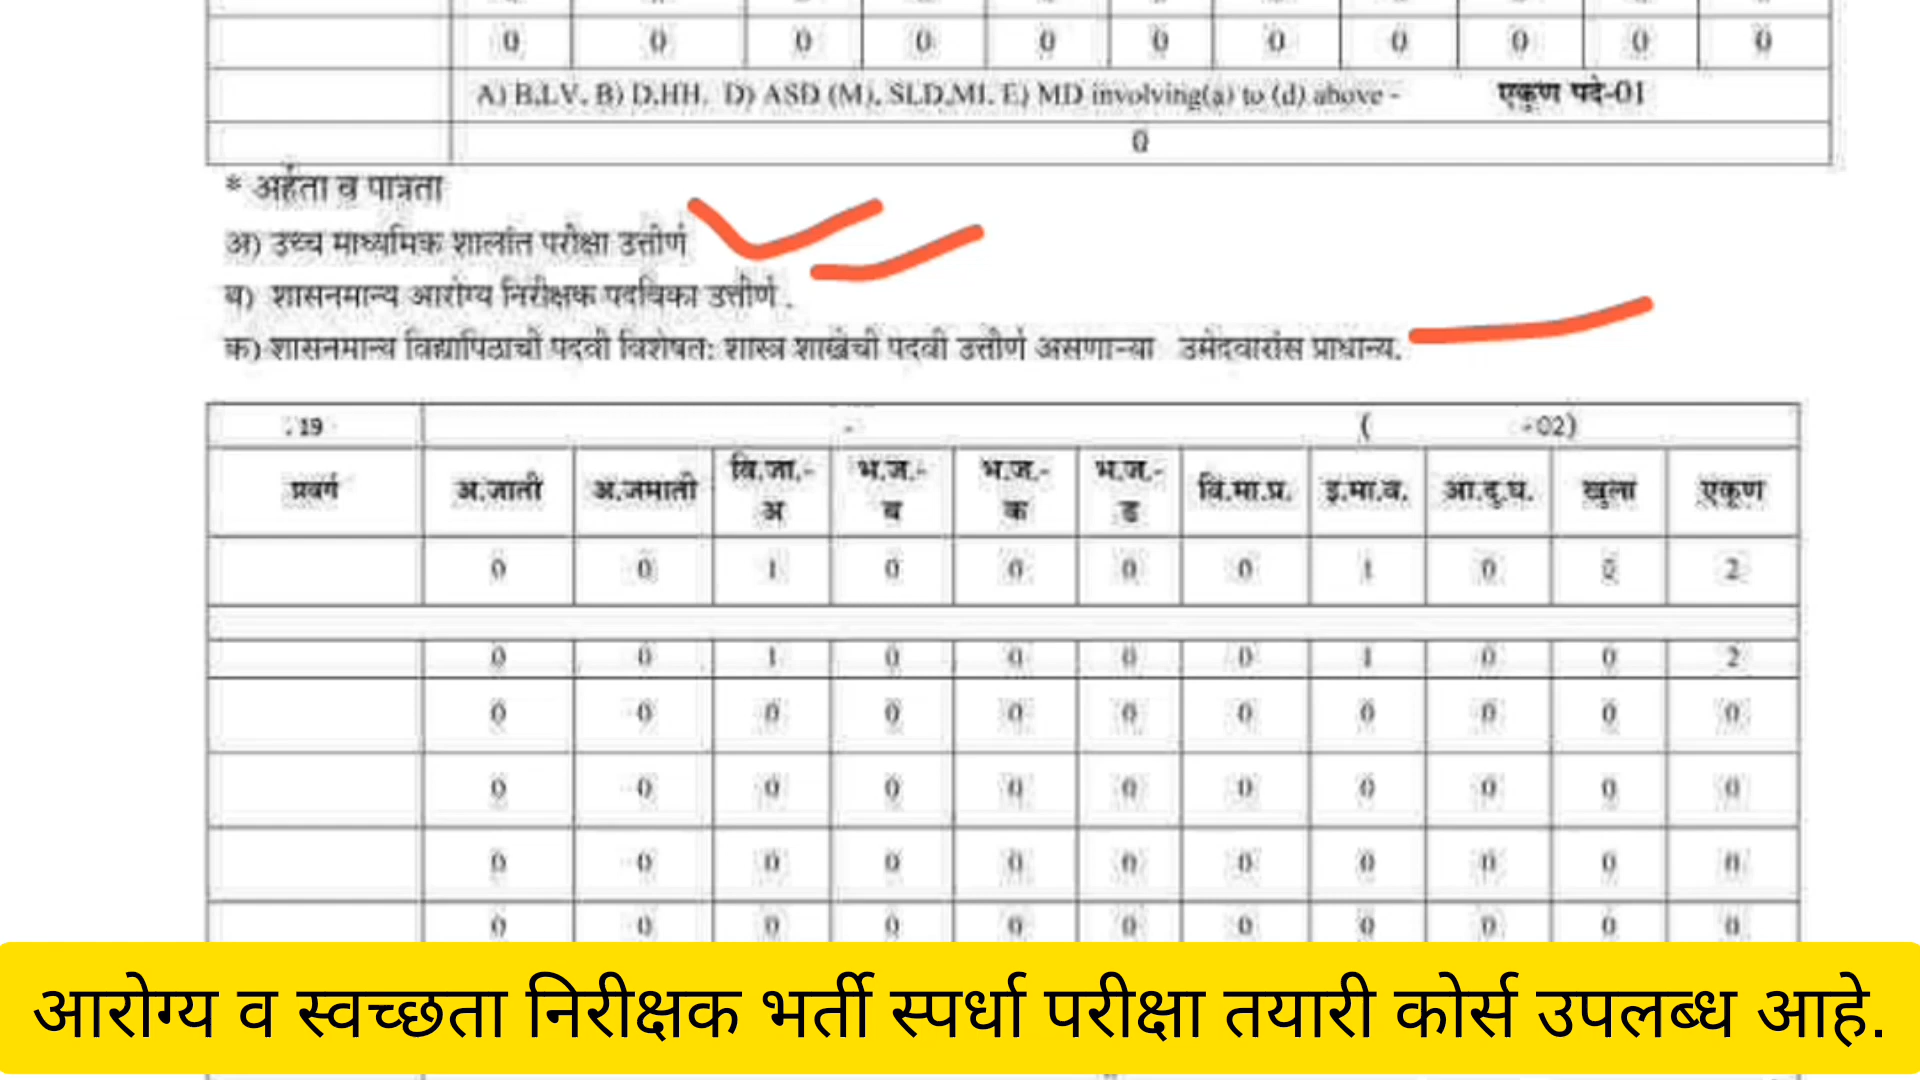 0 0 0 0 0 0 0 0 0 0 0
A) B,LV, B) D,HH, D) ASD (M), SLD,MI, E) MD involving(a) to (d) above - एकूण पदे-01
0
* अर्हता व पात्रता
अ) उच्च माध्यमिक शालांत परीक्षा उत्तीर्ण
ब) शासनमान्य आरोग्य निरीक्षक पदविका उत्तीर्ण .
क) शासनमान्य विद्यापिठाची पदवी विशेषत: शास्त्र शाखेची पदवी उत्तीर्ण असणाऱ्या उमेदवारांस प्राधान्य.
. 19 - ( -02)
प्रवर्ग अ.जाती अ.जमाती वि.जा.-अ भ.ज.-ब भ.ज.-क भ.ज.-ड वि.मा.प्र. इ.मा.व. आ.दु.घ. खुला एकूण
0 0 1 0 0 0 0 1 0 0 2
0 0 1 0 0 0 0 1 0 0 2
0 0 0 0 0 0 0 0 0 0 0
0 0 0 0 0 0 0 0 0 0 0
0 0 0 0 0 0 0 0 0 0 0
0 0 0 0 0 0 0 0 0 0 0
आरोग्य व स्वच्छता निरीक्षक भर्ती स्पर्धा परीक्षा तयारी कोर्स उपलब्ध आहे.